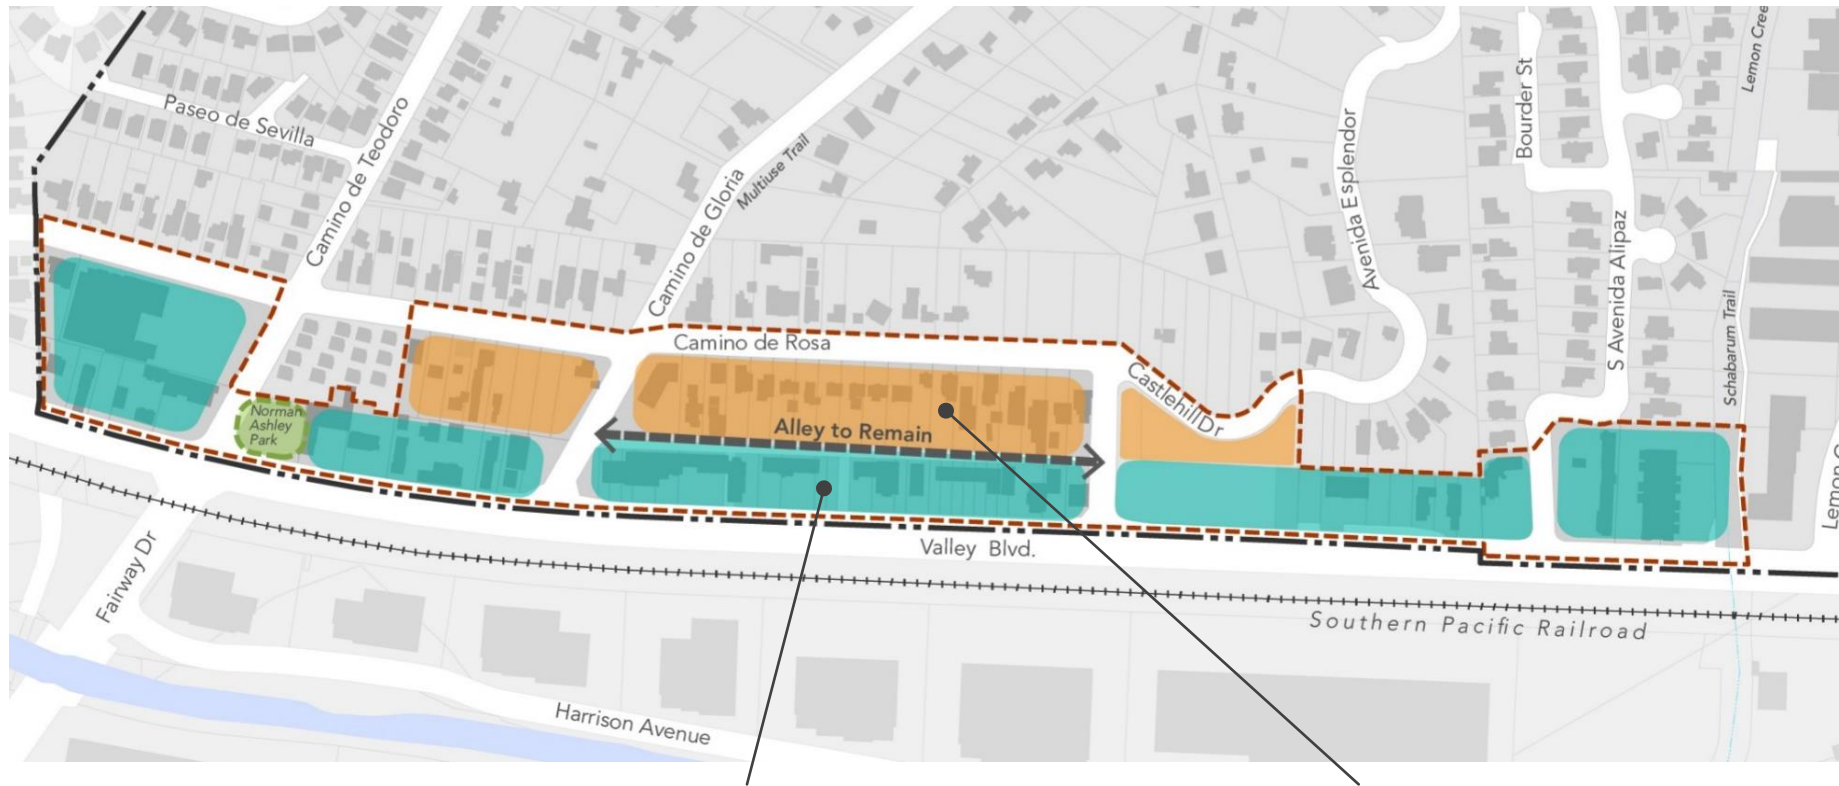 Paseo de Sevilla
Camino de Teodoro
Camino de Gloria
Multiuse Trail
Avenida Esplendor
Bourder St
S Avenida Alipaz
Lemon Cree
Schabarum Trail
Camino de Rosa
Castlehill Dr
Norman
Ashley
Park
Alley to Remain
Valley Blvd.
Fairway Dr
Southern Pacific Railroad
Harrison Avenue
Lemon C